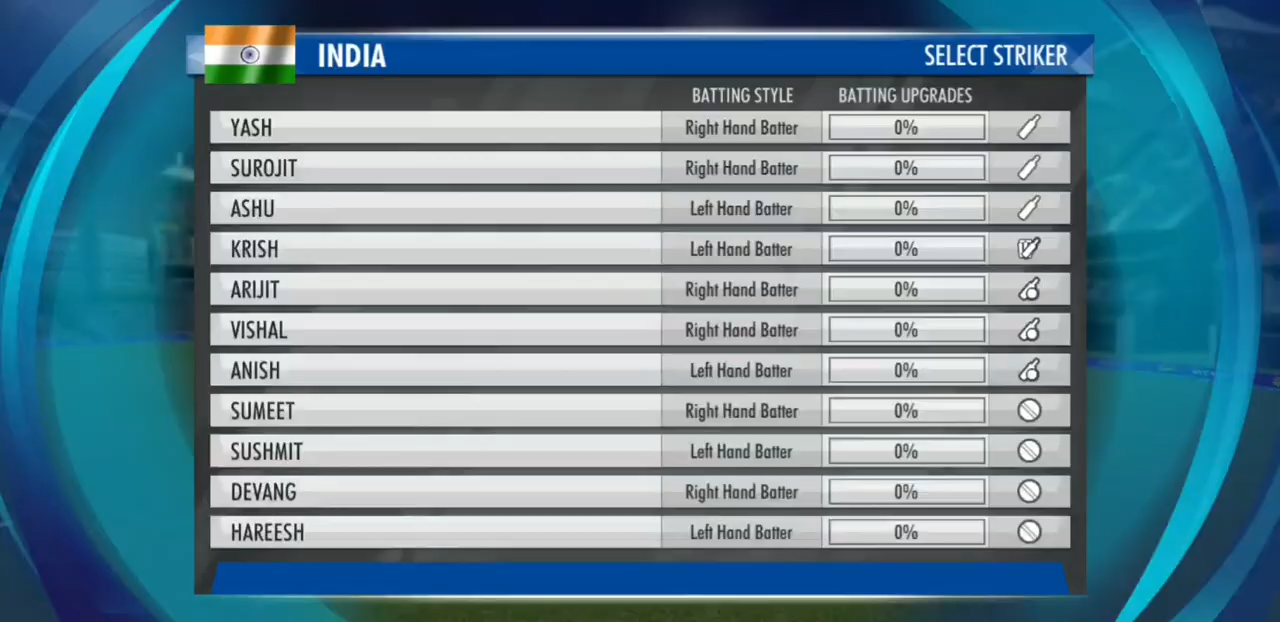 INDIA SELECT STRIKER
BATTING STYLE BATTING UPGRADES
YASH Right Hand Batter 0%
SUROJIT Right Hand Batter 0%
ASHU Left Hand Batter 0%
KRISH Left Hand Batter 0%
ARIJIT Right Hand Batter 0%
VISHAL Right Hand Batter 0%
ANISH Left Hand Batter 0%
SUMEET Right Hand Batter 0%
SUSHMIT Left Hand Batter 0%
DEVANG Right Hand Batter 0%
HAREESH Left Hand Batter 0%